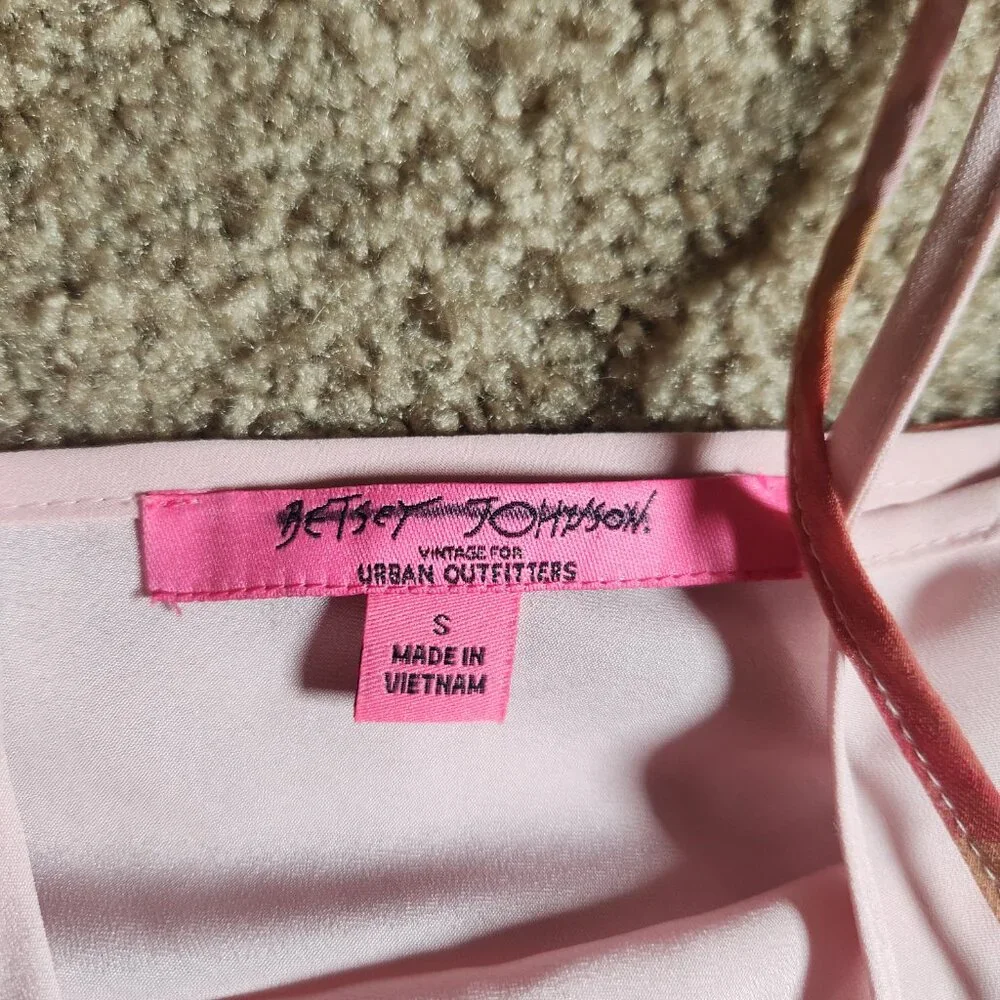 BETSEY JOHNSON.
VINTAGE FOR
URBAN OUTFITTERS
S
MADE IN
VIETNAM